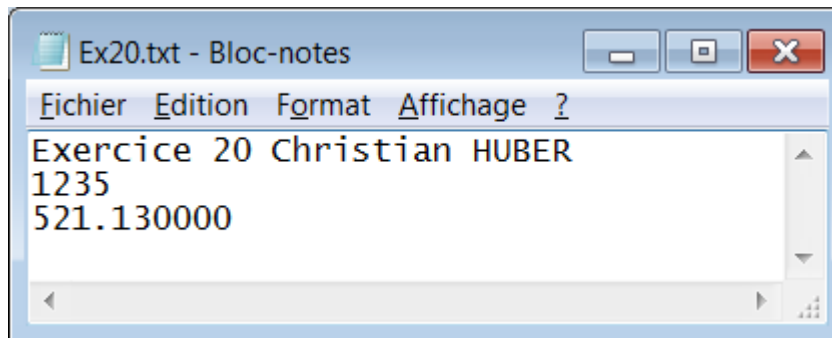 Ex20.txt - Bloc-notes
Fichier Edition Format Affichage ?
Exercice 20 Christian HUBER
1235
521.130000